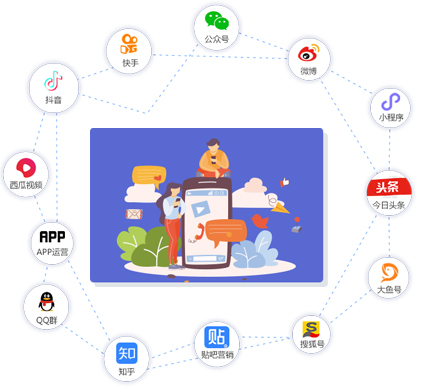 公众号
快手
微博
抖音
小程序
西瓜视频
头条
今日头条
APP
APP运营
大鱼号
QQ群
搜狐号
贴
贴吧营销
知
知乎